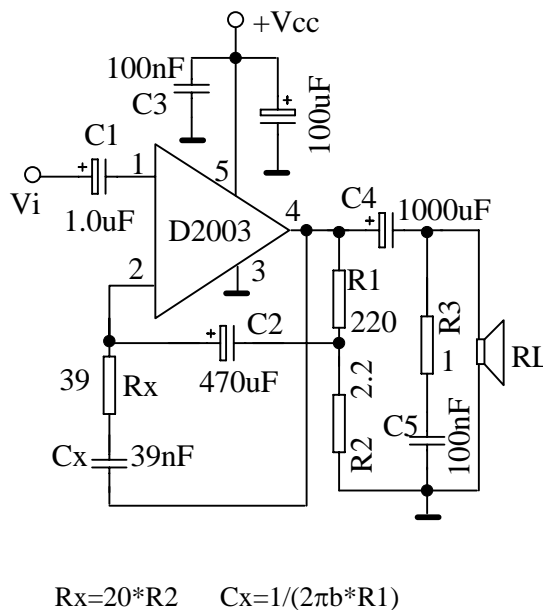 +Vcc
100nF
C3
100uF
C1
1
5
Vi
1.0uF
D2003
4
C4
1000uF
2
3
R1
220
R3
1
RL
C2
470uF
39
Rx
2.2
R2
C5
100nF
Cx
39nF
Rx=20*R2 Cx=1/(2πb*R1)